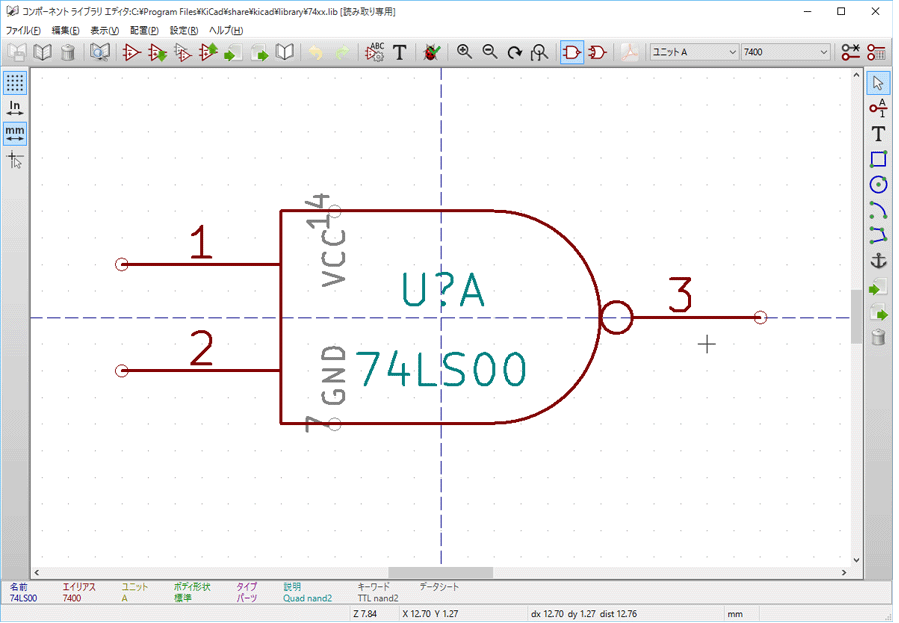 コンポーネント ライブラリ エディタ:C:¥Program Files¥KiCad¥share¥kicad¥library¥74xx.lib [読み取り専用]
ファイル(F) 編集(E) 表示(V) 配置(P) 設定(R) ヘルプ(H)
ABC T ユニット A 7400
In
mm
A
1
T
14
VCC
1
U?A
3
2
GND
74LS00
7
名前 エイリアス ユニット ボディ形状 タイプ 説明 キーワード データシート
74LS00 7400 A 標準 パーツ Quad nand2 TTL nand2
Z 7.84 X 12.70 Y 1.27 dx 12.70 dy 1.27 dist 12.76 mm